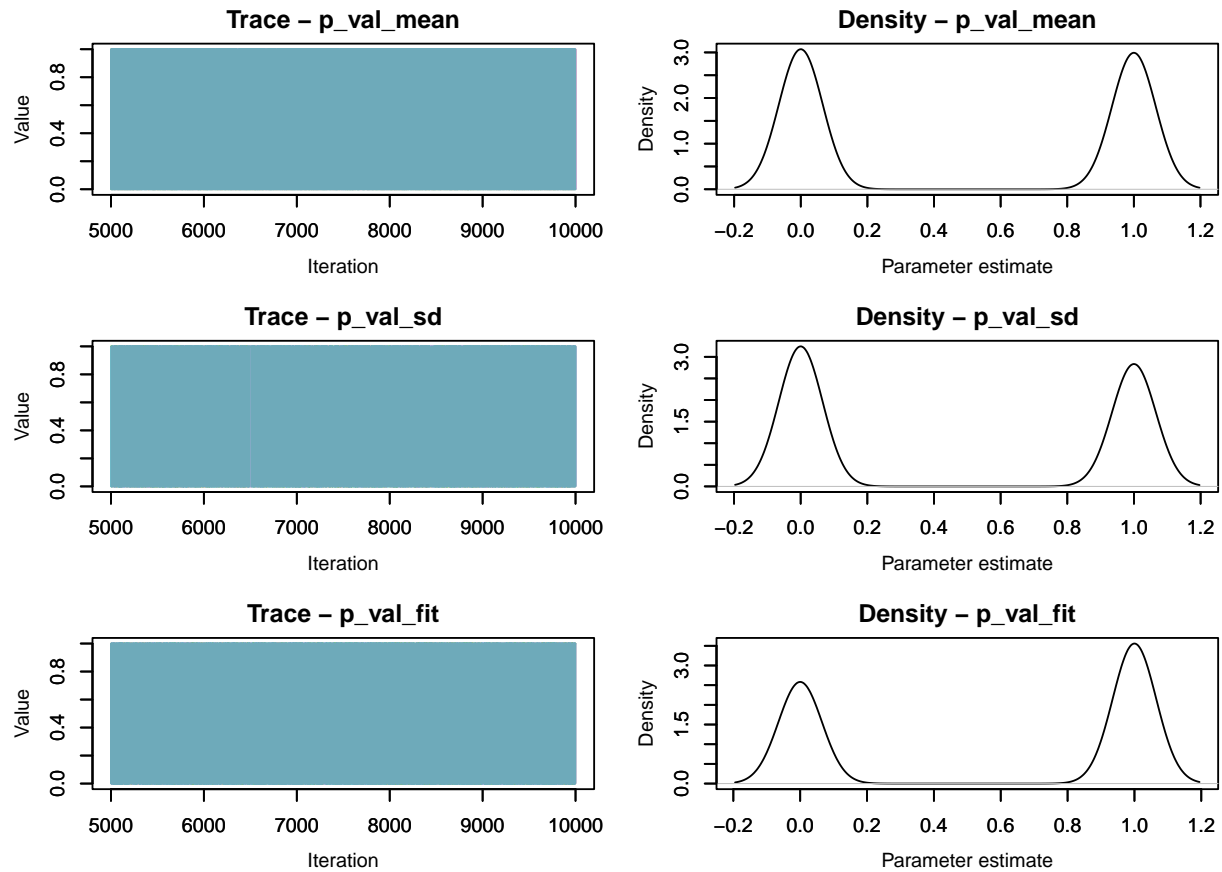 Trace – p_val_mean
Value
0.0 0.4 0.8
5000 6000 7000 8000 9000 10000
Iteration
Density – p_val_mean
Density
0.0 1.0 2.0 3.0
−0.2 0.0 0.2 0.4 0.6 0.8 1.0 1.2
Parameter estimate
Trace – p_val_sd
Value
0.0 0.4 0.8
5000 6000 7000 8000 9000 10000
Iteration
Density – p_val_sd
Density
0.0 1.5 3.0
−0.2 0.0 0.2 0.4 0.6 0.8 1.0 1.2
Parameter estimate
Trace – p_val_fit
Value
0.0 0.4 0.8
5000 6000 7000 8000 9000 10000
Iteration
Density – p_val_fit
Density
0.0 1.5 3.0
−0.2 0.0 0.2 0.4 0.6 0.8 1.0 1.2
Parameter estimate